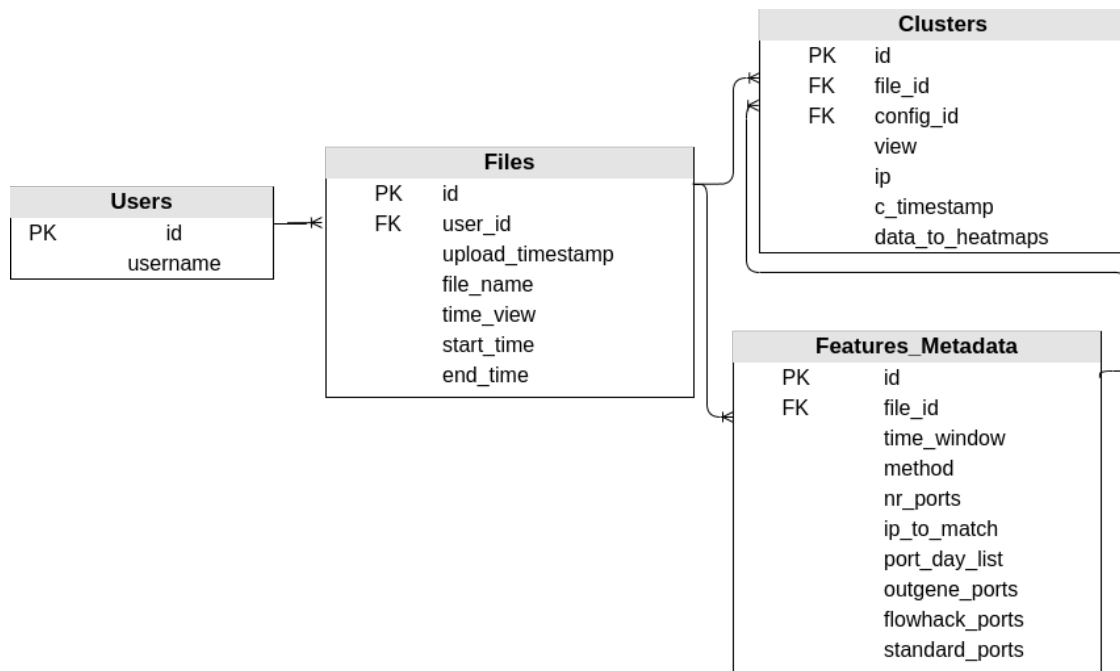 Users
PK id
username
Files
PK id
FK user_id
upload_timestamp
file_name
time_view
start_time
end_time
Clusters
PK id
FK file_id
FK config_id
view
ip
c_timestamp
data_to_heatmaps
Features_Metadata
PK id
FK file_id
time_window
method
nr_ports
ip_to_match
port_day_list
outgene_ports
flowhack_ports
standard_ports